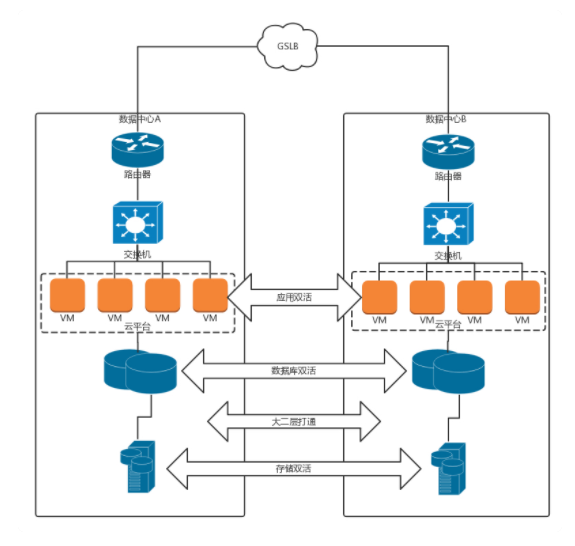 GSLB
数据中心A
数据中心B
路由器
路由器
交换机
交换机
应用双活
VM
VM
VM
VM
VM
VM
VM
VM
云平台
云平台
数据库双活
大二层打通
存储双活